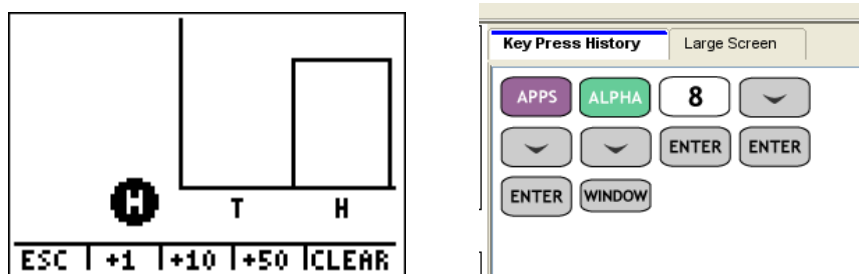 H T H
ESC +1 +10 +50 CLEAR
Key Press History Large Screen
APPS ALPHA 8
ENTER ENTER
ENTER WINDOW